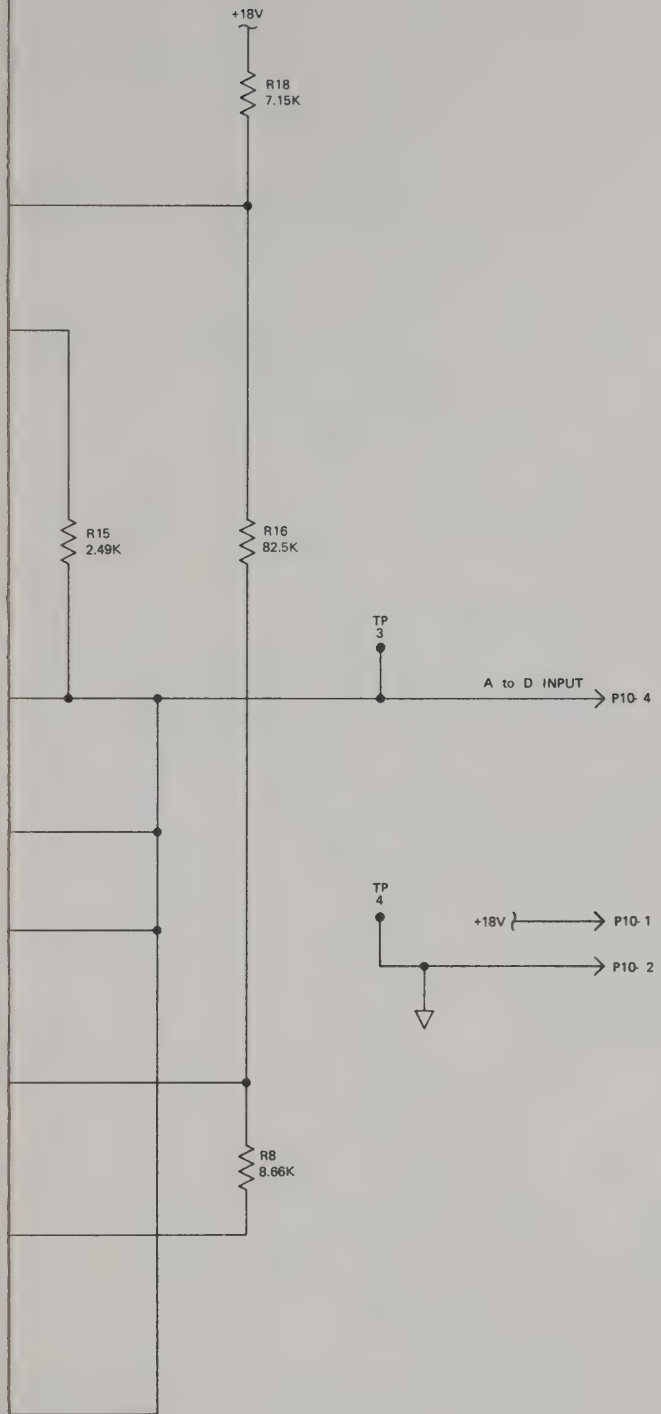 +18V
R18
7.15K
R15
2.49K
R16
82.5K
TP
3
A to D INPUT
P10-4
TP
4
+18V
P10-1
P10-2
R8
8.66K